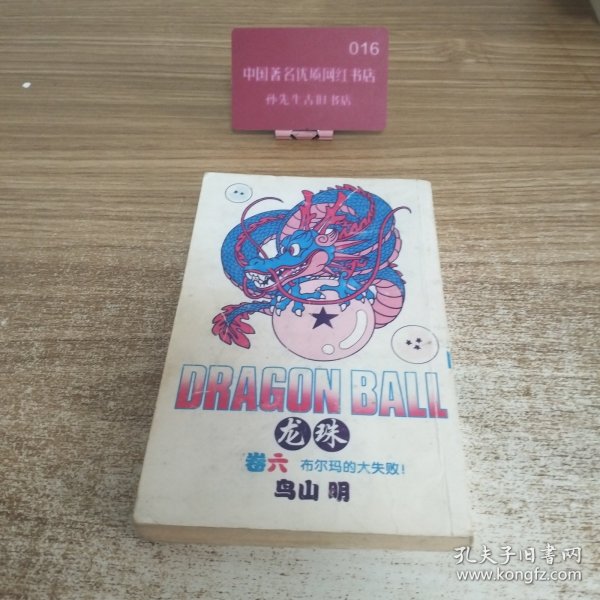 016
中国著名优质网红书店
孙先生古旧书店
DRAGON BALL
龙珠
卷六 布尔玛的大失败！
鸟山 明
孔夫子旧书网
www.kongfz.com